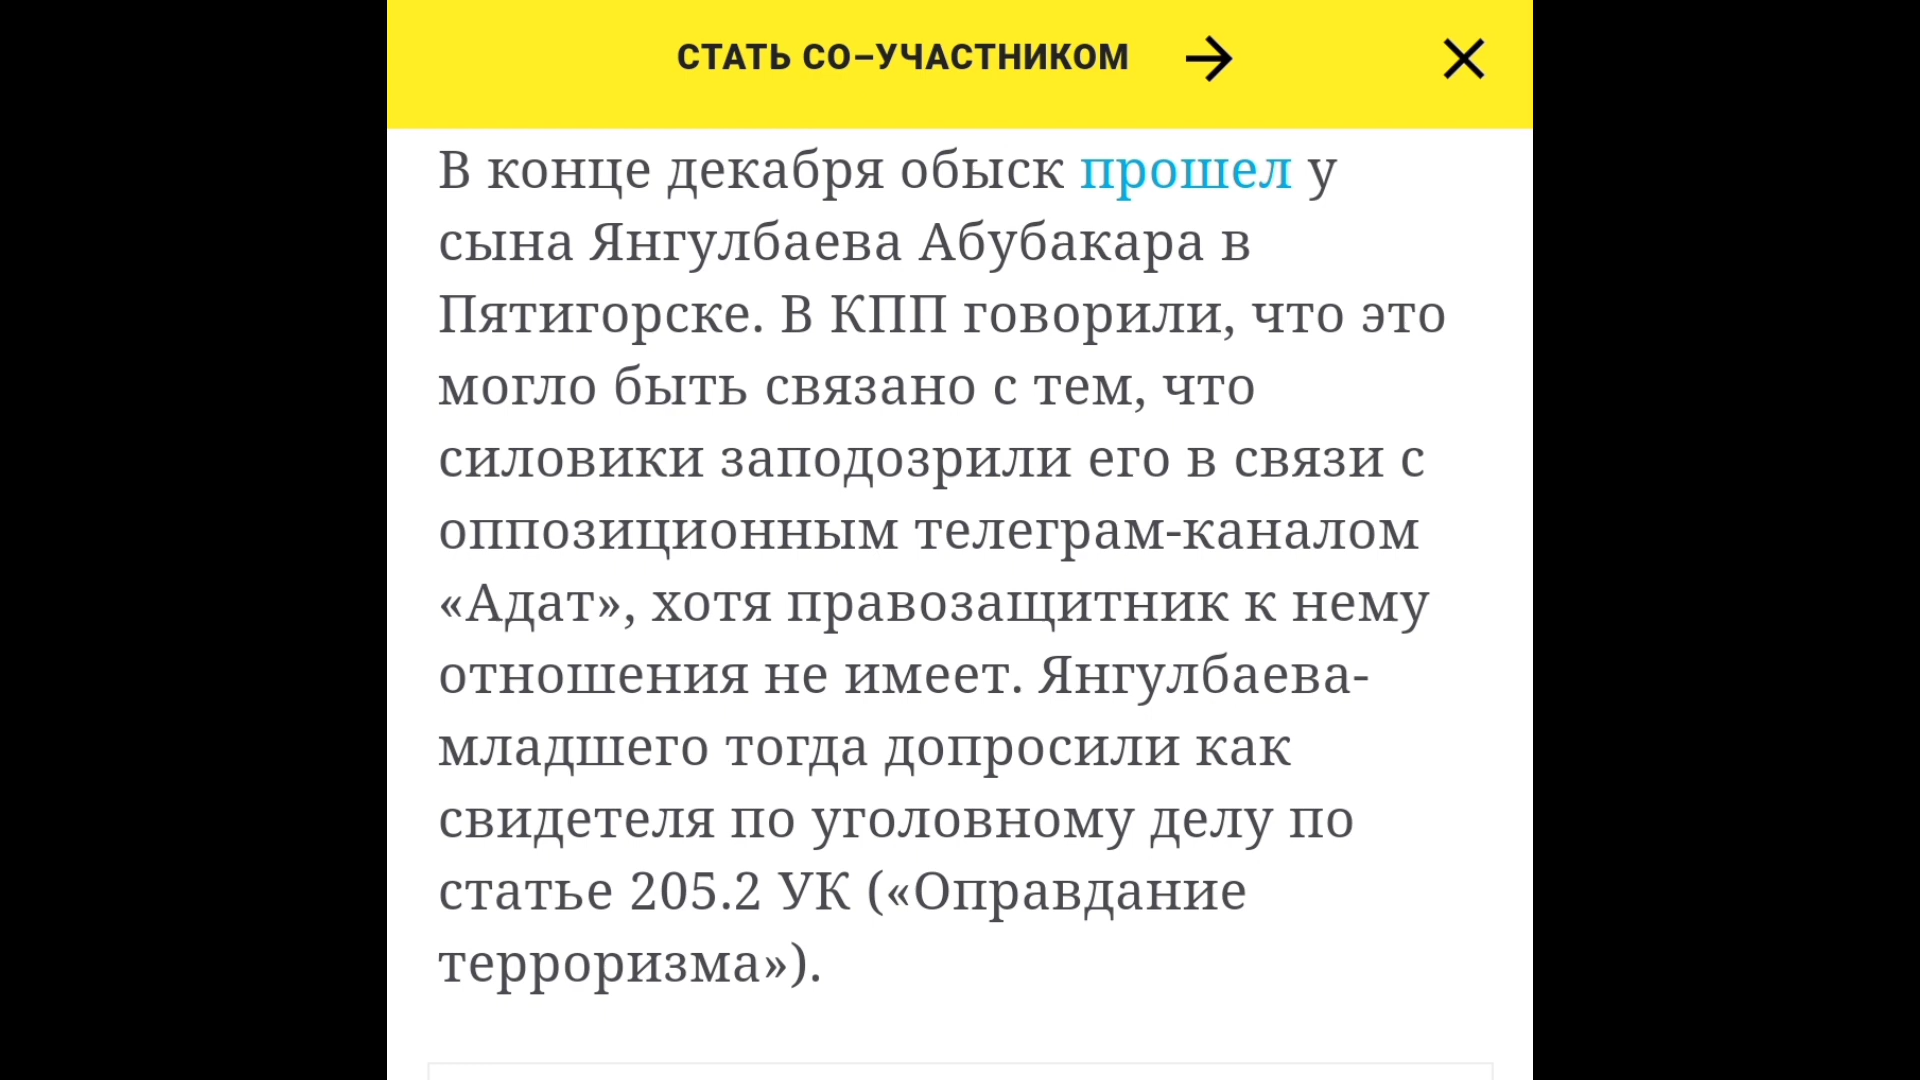 СТАТЬ СО–УЧАСТНИКОМ
В конце декабря обыск прошел у
сына Янгулбаева Абубакара в
Пятигорске. В КПП говорили, что это
могло быть связано с тем, что
силовики заподозрили его в связи с
оппозиционным телеграм-каналом
«Адат», хотя правозащитник к нему
отношения не имеет. Янгулбаева-
младшего тогда допросили как
свидетеля по уголовному делу по
статье 205.2 УК («Оправдание
терроризма»).